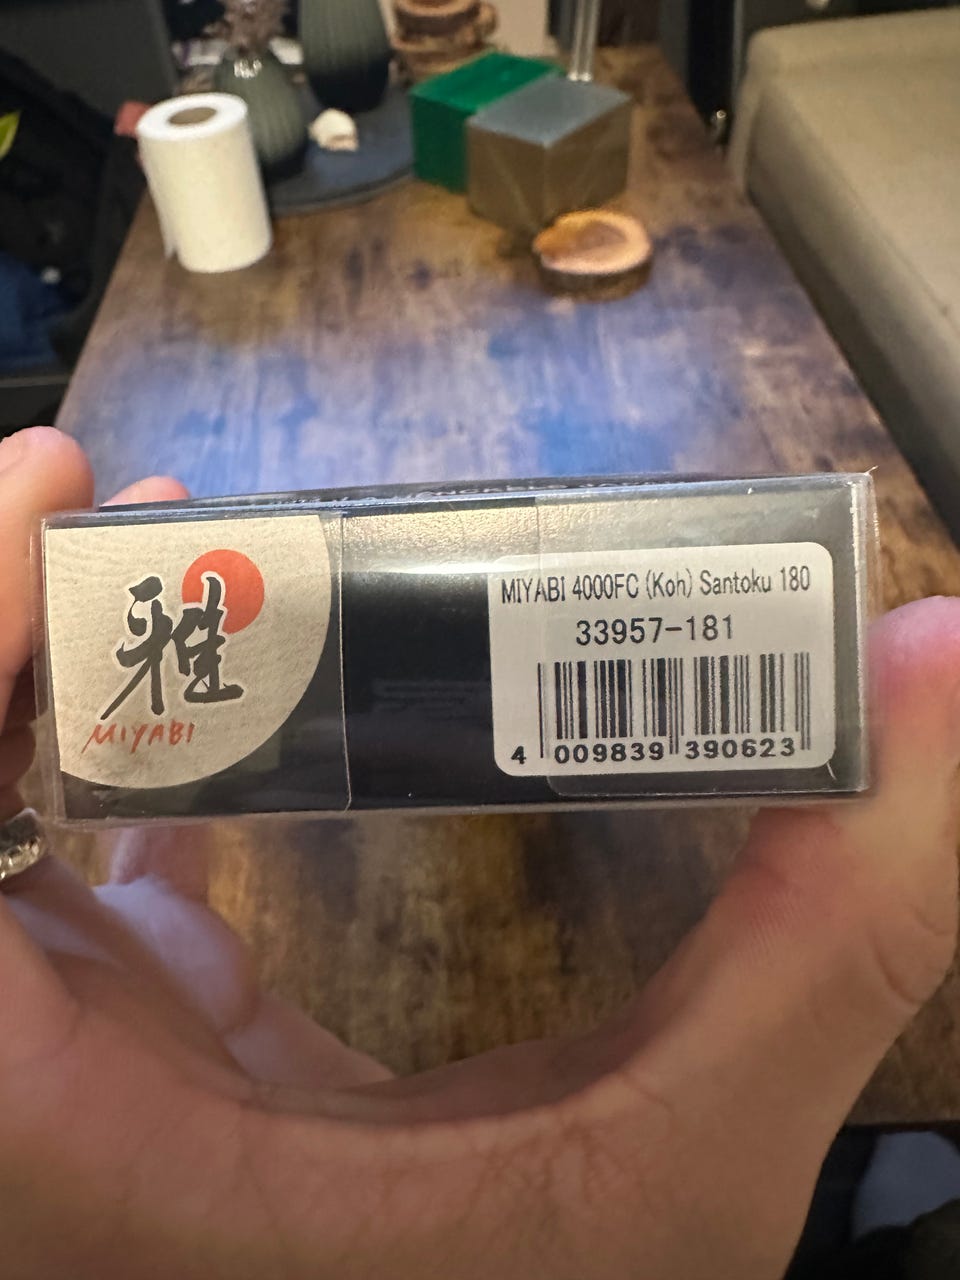 雅
MIYABI
MIYABI 4000FC (Koh) Santoku 180
33957-181
4 009839 390623